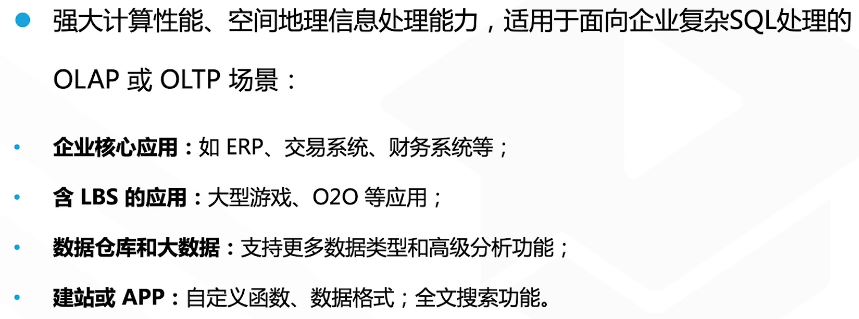 强大计算性能、空间地理信息处理能力，适用于面向企业复杂SQL处理的
OLAP 或 OLTP 场景：
企业核心应用：如 ERP、交易系统、财务系统等；
含 LBS 的应用：大型游戏、O2O 等应用；
数据仓库和大数据：支持更多数据类型和高级分析功能；
建站或 APP：自定义函数、数据格式；全文搜索功能。